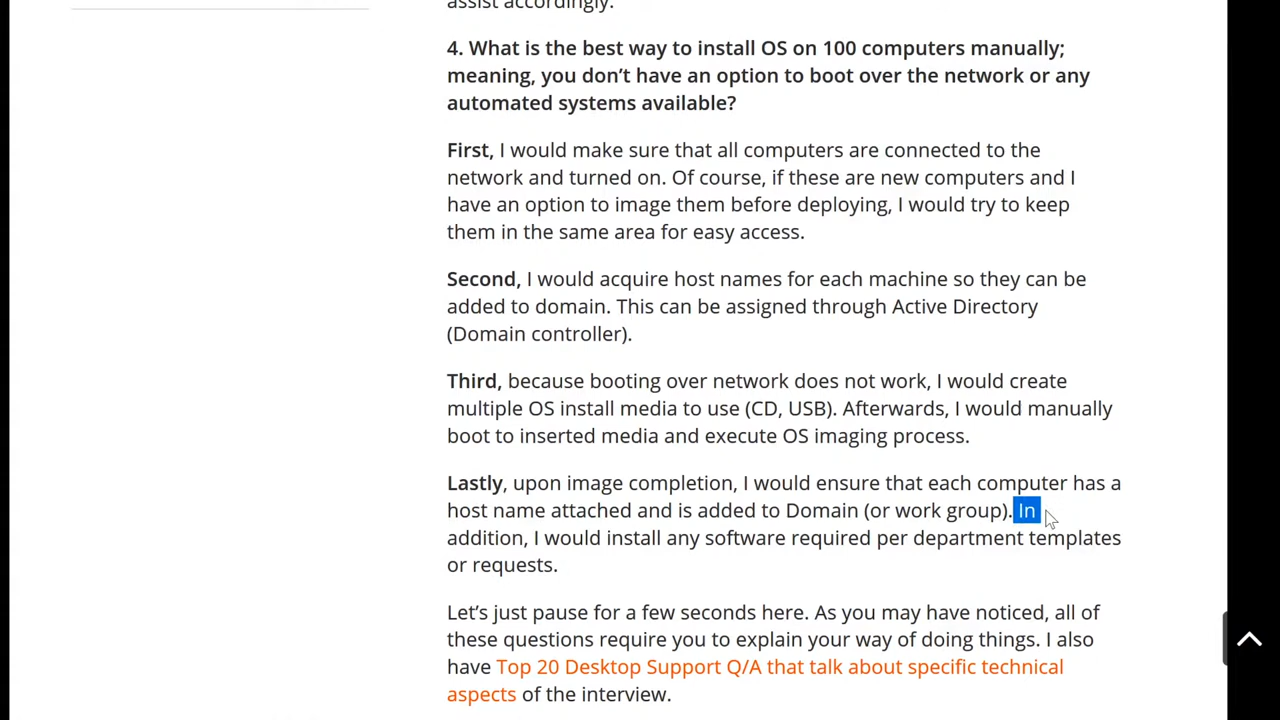 assist accordingly.
4. What is the best way to install OS on 100 computers manually;
meaning, you don’t have an option to boot over the network or any
automated systems available?
First, I would make sure that all computers are connected to the
network and turned on. Of course, if these are new computers and I
have an option to image them before deploying, I would try to keep
them in the same area for easy access.
Second, I would acquire host names for each machine so they can be
added to domain. This can be assigned through Active Directory
(Domain controller).
Third, because booting over network does not work, I would create
multiple OS install media to use (CD, USB). Afterwards, I would manually
boot to inserted media and execute OS imaging process.
Lastly, upon image completion, I would ensure that each computer has a
host name attached and is added to Domain (or work group). In
addition, I would install any software required per department templates
or requests.
Let’s just pause for a few seconds here. As you may have noticed, all of
these questions require you to explain your way of doing things. I also
have Top 20 Desktop Support Q/A that talk about specific technical
aspects of the interview.